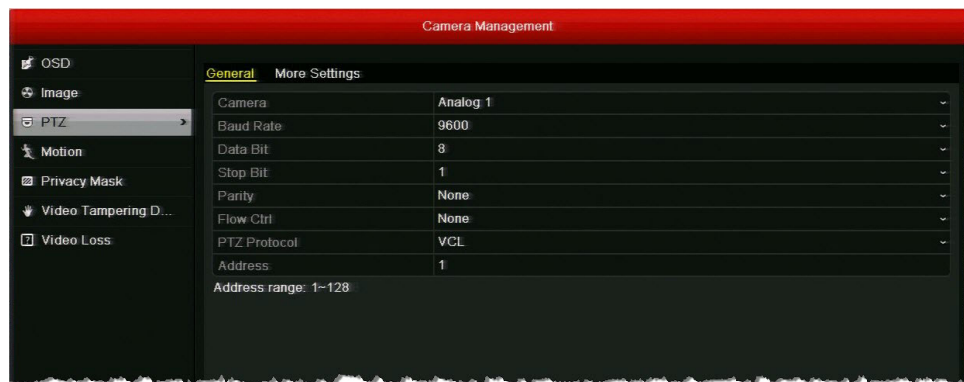 Camera Management
OSD
Image
PTZ
Motion
Privacy Mask
Video Tampering D...
Video Loss
General More Settings
Camera Analog 1
Baud Rate 9600
Data Bit 8
Stop Bit 1
Parity None
Flow Ctrl None
PTZ Protocol VCL
Address 1
Address range: 1~128